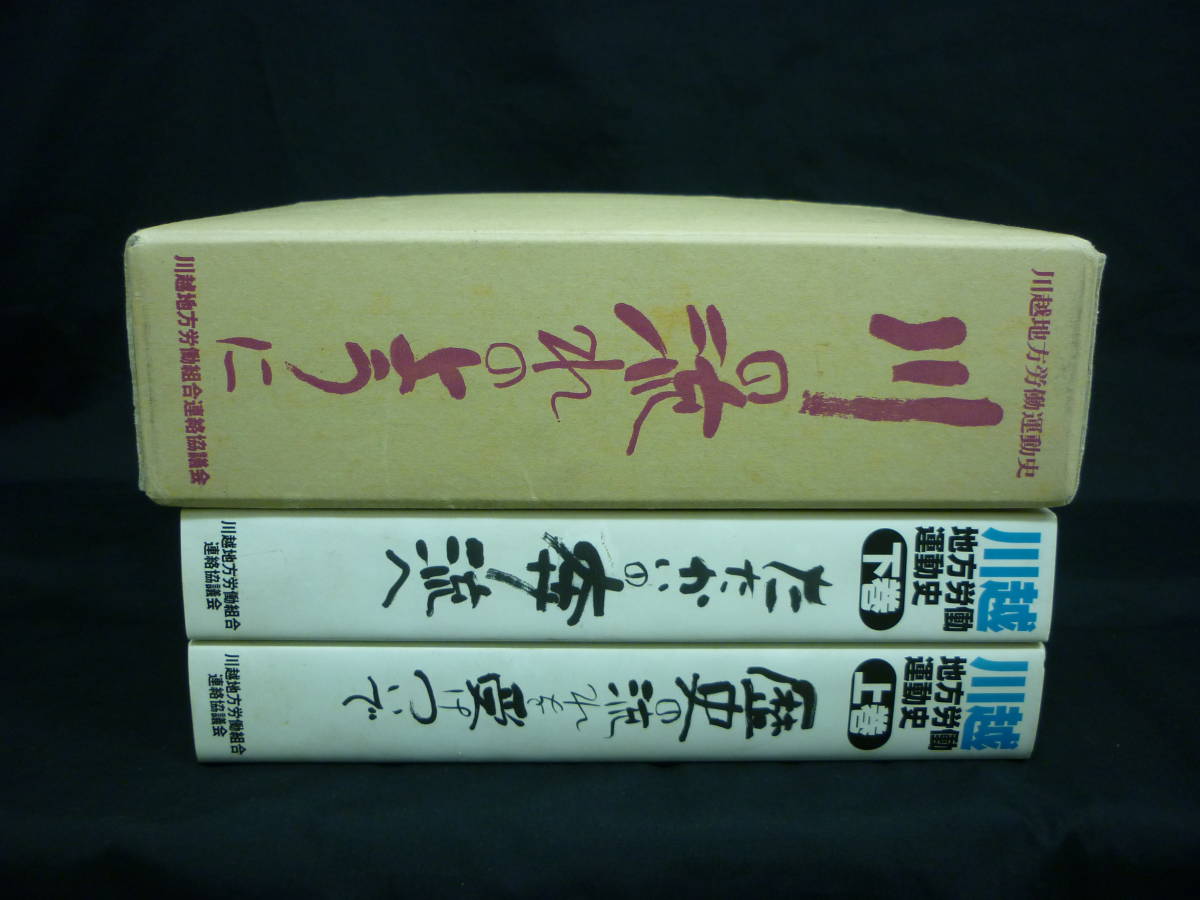 川越地方労働運動史
川の流れのように
川越地方労働組合連絡協議会
川越
地方労働
運動史
下巻
たたかいの奔流へ
川越地方労働組合
連絡協議会
川越
地方労働
運動史
上巻
歴史の流れを受けついで
川越地方労働組合
連絡協議会